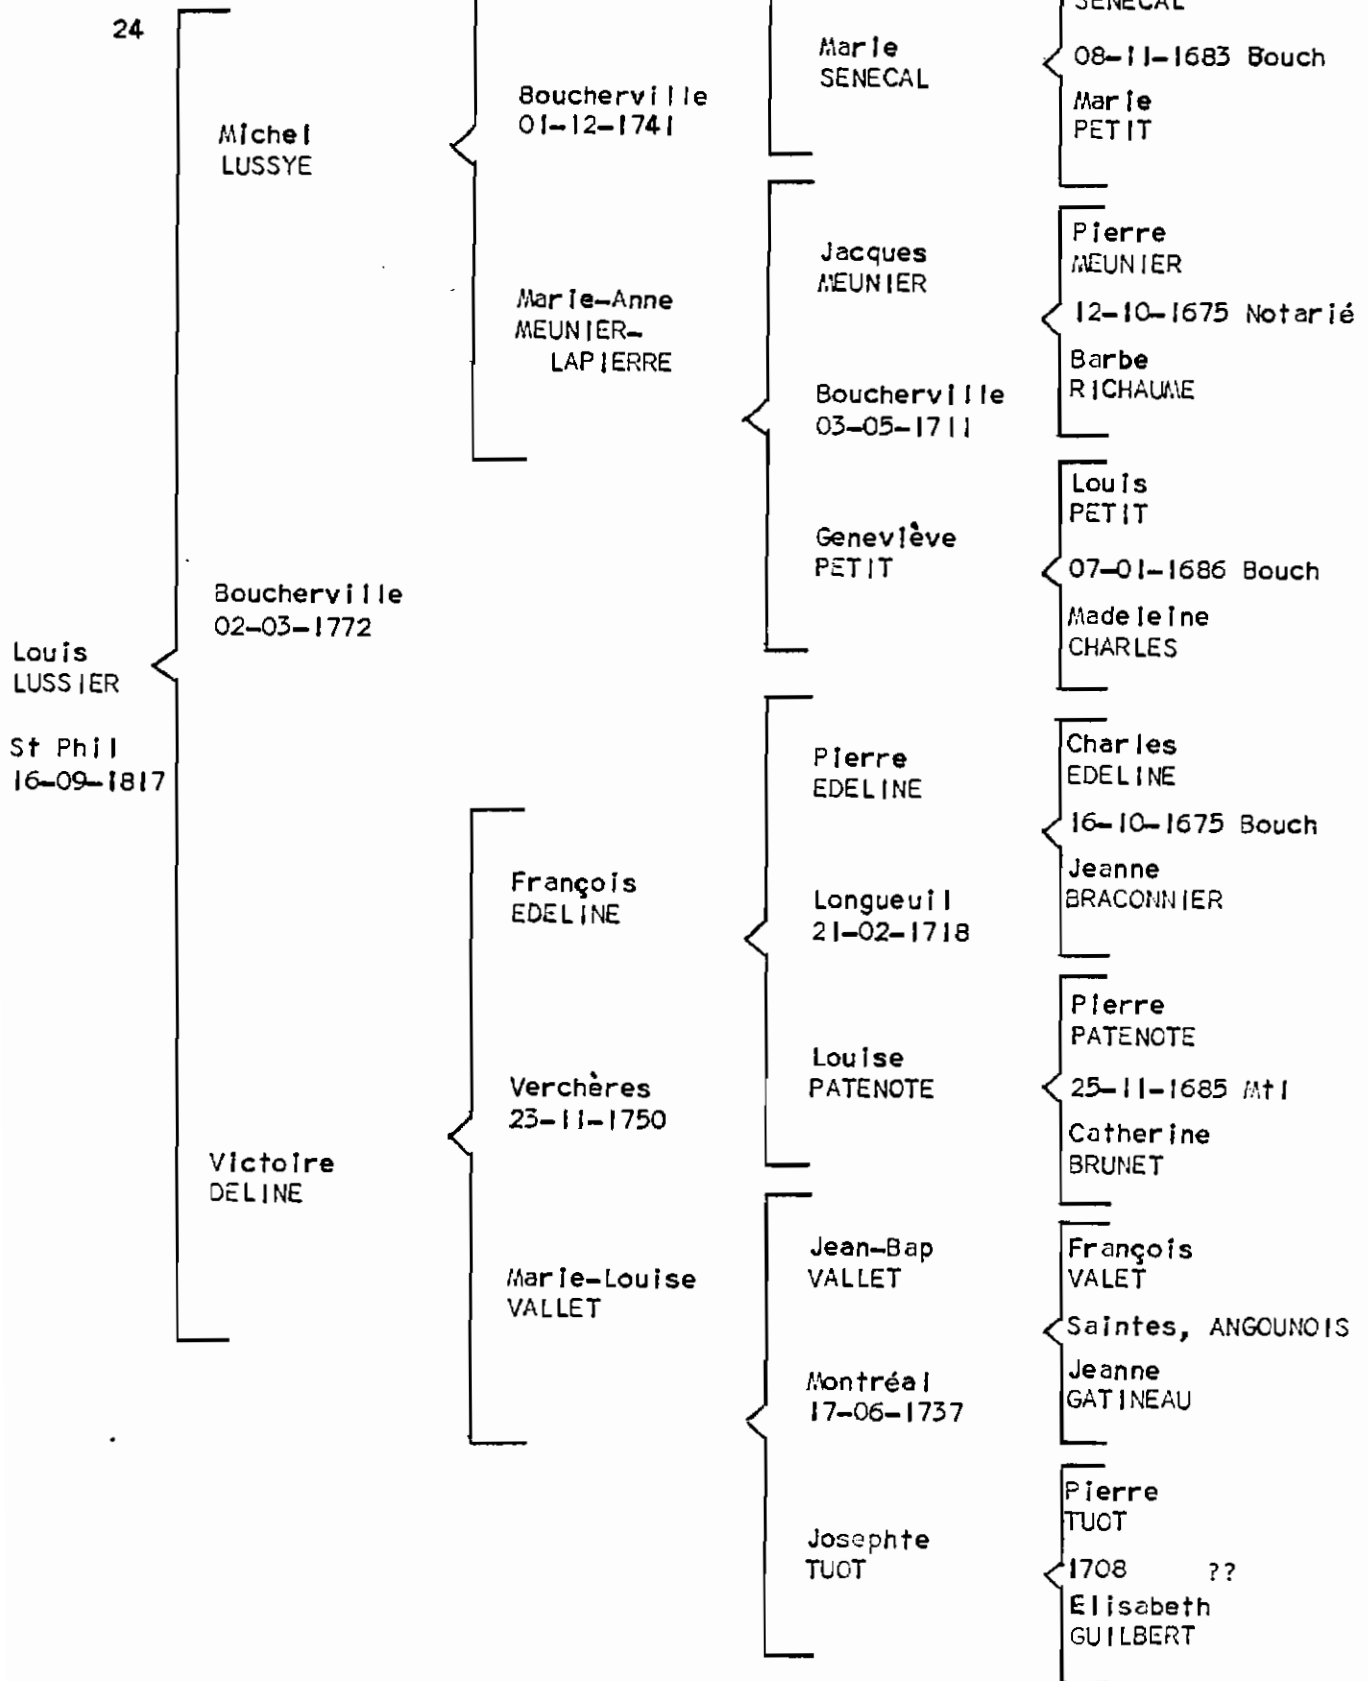 24
Michel
LUSSYE
Boucherville
02-03-1772
Louis
LUSSIER
St Phil
16-09-1817
Victoire
DELINE
Boucherville
01-12-1741
Marie-Anne
MEUNIER-
LAPIERRE
François
EDELINE
Verchères
23-11-1750
Marie-Louise
VALLET
Marie
SENECAL
Jacques
MEUNIER
Boucherville
03-05-1711
Geneviève
PETIT
Pierre
EDELINE
Longueuil
21-02-1718
Louise
PATENOTE
Jean-Bap
VALLET
Montréal
17-06-1737
Josephte
TUOT
SENECAL
08-11-1683 Bouch
Marie
PETIT
Pierre
MEUNIER
12-10-1675 Notarié
Barbe
RICHAUME
Louis
PETIT
07-01-1686 Bouch
Madeleine
CHARLES
Charles
EDELINE
16-10-1675 Bouch
Jeanne
BRACONNIER
Pierre
PATENOTE
25-11-1685 Mtl
Catherine
BRUNET
François
VALET
Saintes, ANGOUNOIS
Jeanne
GATINEAU
Pierre
TUOT
1708 ??
Elisabeth
GUILBERT